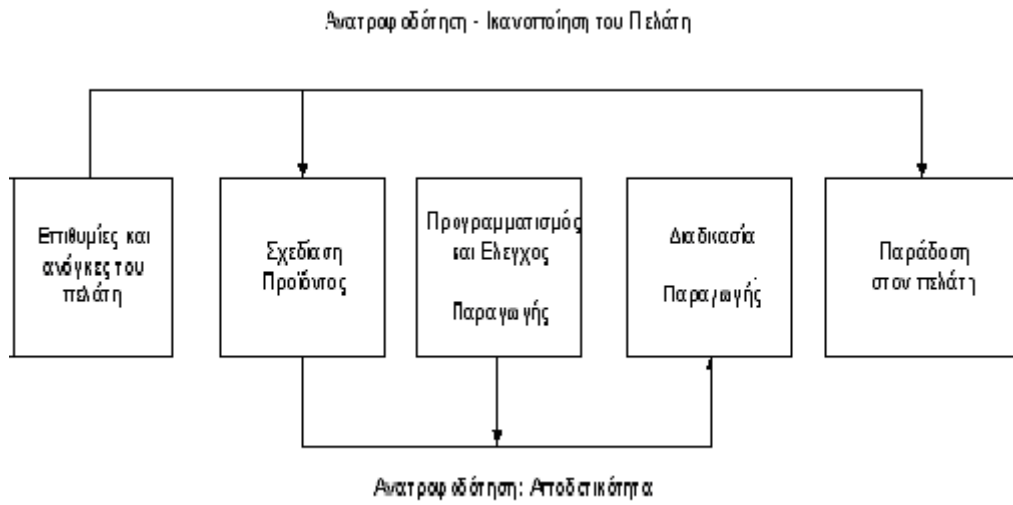 Ανατροφοδότηση - Ικανοποίηση του Πελάτη
Επιθυμίες και
ανάγκες του
πελάτη
Σχεδίαση
Προϊόντος
Προγραμματισμός
και Ελεγχος
Παραγωγής
Διαδικασία
Παραγωγής
Παράδοση
στον πελάτη
Ανατροφοδότηση: Αποδοτικότητα